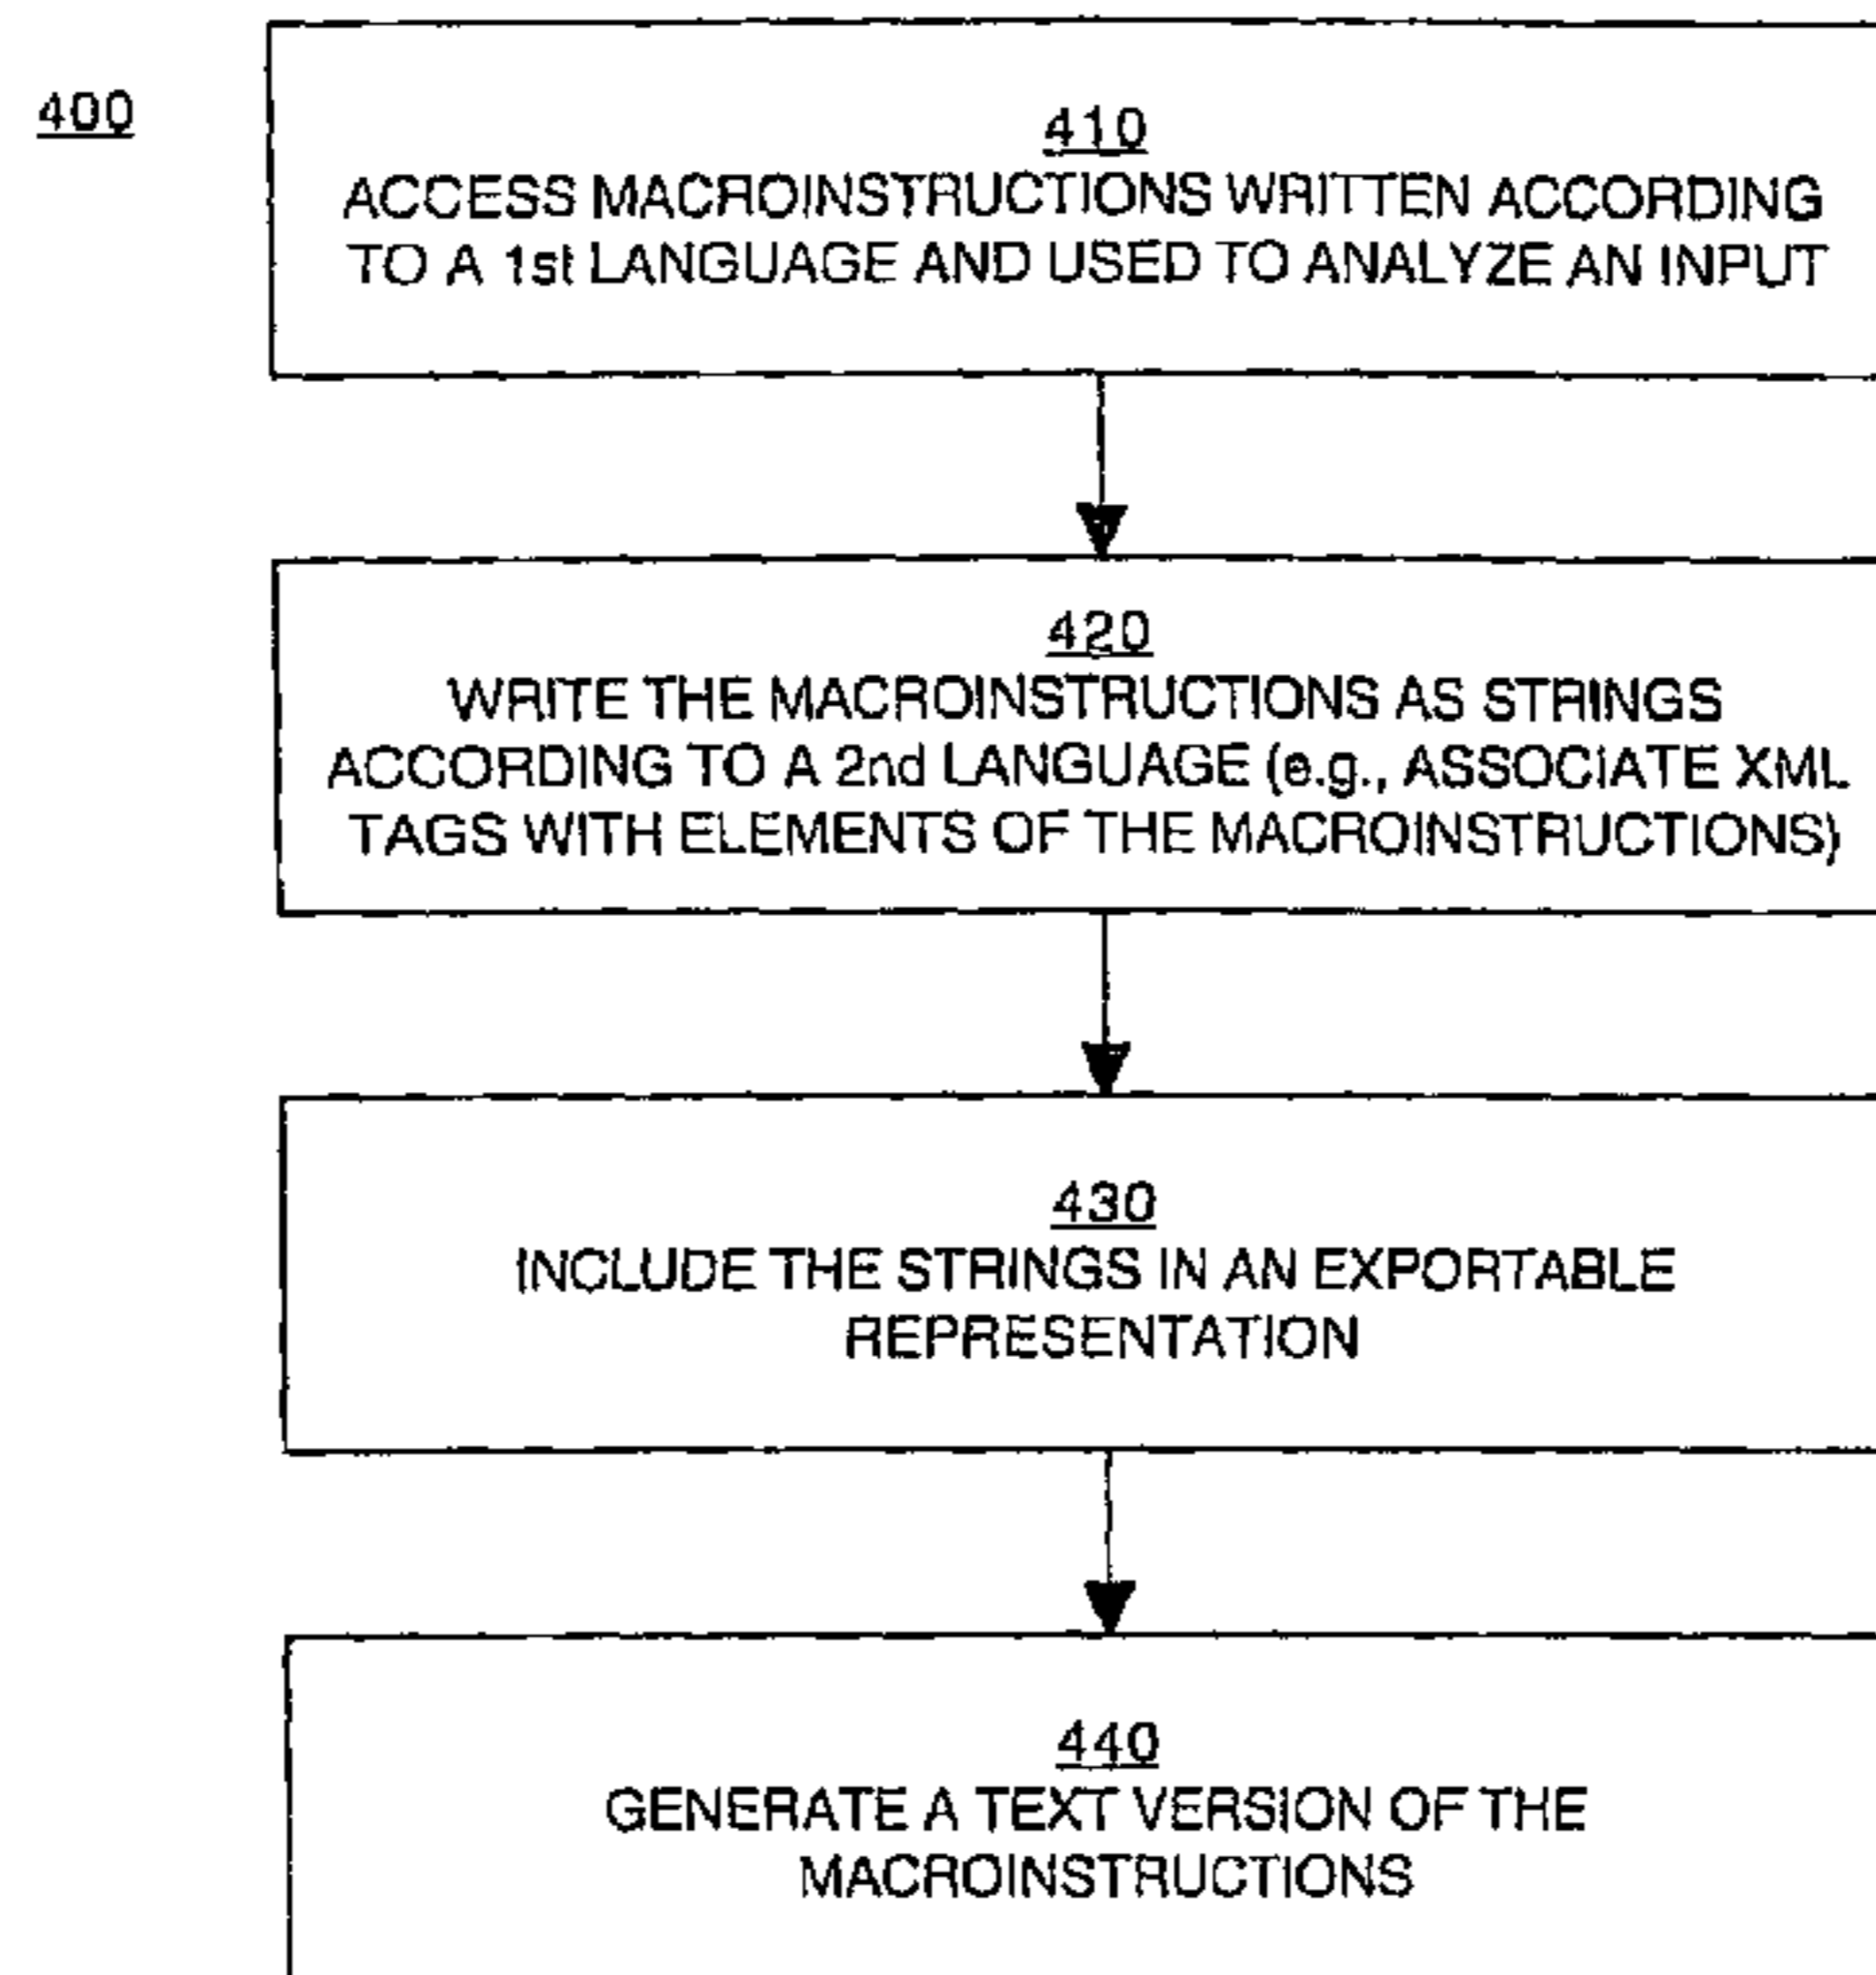 400
410
ACCESS MACROINSTRUCTIONS WRITTEN ACCORDING
TO A 1st LANGUAGE AND USED TO ANALYZE AN INPUT
420
WRITE THE MACROINSTRUCTIONS AS STRINGS
ACCORDING TO A 2nd LANGUAGE (e.g., ASSOCIATE XML
TAGS WITH ELEMENTS OF THE MACROINSTRUCTIONS)
430
INCLUDE THE STRINGS IN AN EXPORTABLE
REPRESENTATION
440
GENERATE A TEXT VERSION OF THE
MACROINSTRUCTIONS